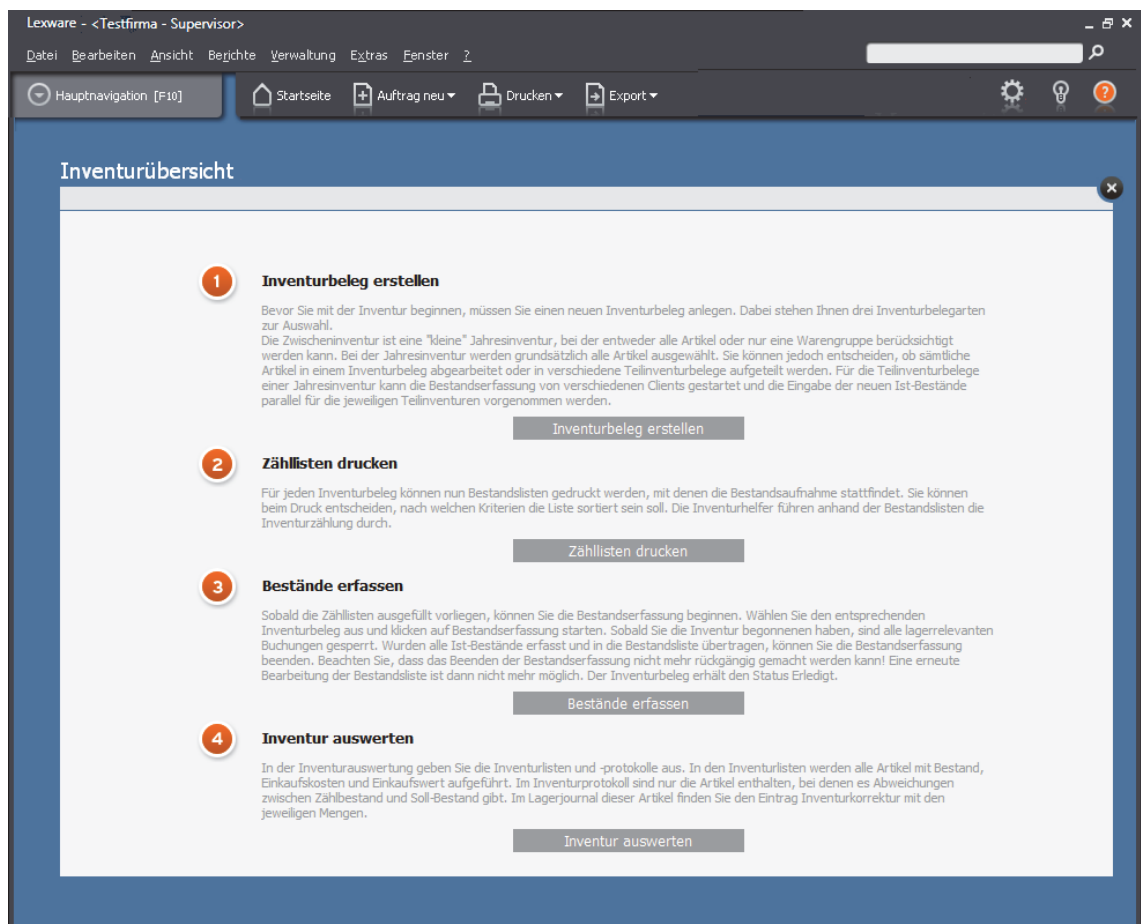 Lexware - <Testfirma - Supervisor>
Datei Bearbeiten Ansicht Berichte Verwaltung Extras Fenster ?
Hauptnavigation [F10] Startseite Auftrag neu Drucken Export ?
Inventurübersicht
1 Inventurbeleg erstellen
Bevor Sie mit der Inventur beginnen, müssen Sie einen neuen Inventurbeleg anlegen. Dabei stehen Ihnen drei Inventurbelegarten
zur Auswahl.
Die Zwischeninventur ist eine "kleine" Jahresinventur, bei der entweder alle Artikel oder nur eine Warengruppe berücksichtigt
werden kann. Bei der Jahresinventur werden grundsätzlich alle Artikel ausgewählt. Sie können jedoch entscheiden, ob sämtliche
Artikel in einem Inventurbeleg abgearbeitet oder in verschiedene Teilinventurbelege aufgeteilt werden. Für die Teilinventurbelege
einer Jahresinventur kann die Bestandserfassung von verschiedenen Clients gestartet und die Eingabe der neuen Ist-Bestände
parallel für die jeweiligen Teilinventuren vorgenommen werden.
Inventurbeleg erstellen
2 Zähllisten drucken
Für jeden Inventurbeleg können nun Bestandslisten gedruckt werden, mit denen die Bestandsaufnahme stattfindet. Sie können
beim Druck entscheiden, nach welchen Kriterien die Liste sortiert sein soll. Die Inventurhelfer führen anhand der Bestandslisten die
Inventurzählung durch.
Zähllisten drucken
3 Bestände erfassen
Sobald die Zähllisten ausgefüllt vorliegen, können Sie die Bestandserfassung beginnen. Wählen Sie den entsprechenden
Inventurbeleg aus und klicken auf Bestandserfassung starten. Sobald Sie die Inventur begonnenen haben, sind alle lagerrelevanten
Buchungen gesperrt. Wurden alle Ist-Bestände erfasst und in die Bestandsliste übertragen, können Sie die Bestandserfassung
beenden. Beachten Sie, dass das Beenden der Bestandserfassung nicht mehr rückgängig gemacht werden kann! Eine erneute
Bearbeitung der Bestandsliste ist dann nicht mehr möglich. Der Inventurbeleg erhält den Status Erledigt.
Bestände erfassen
4 Inventur auswerten
In der Inventurauswertung geben Sie die Inventurlisten und -protokolle aus. In den Inventurlisten werden alle Artikel mit Bestand,
Einkaufskosten und Einkaufswert aufgeführt. Im Inventurprotokoll sind nur die Artikel enthalten, bei denen es Abweichungen
zwischen Zählbestand und Soll-Bestand gibt. Im Lagerjournal dieser Artikel finden Sie den Eintrag Inventurkorrektur mit den
jeweiligen Mengen.
Inventur auswerten